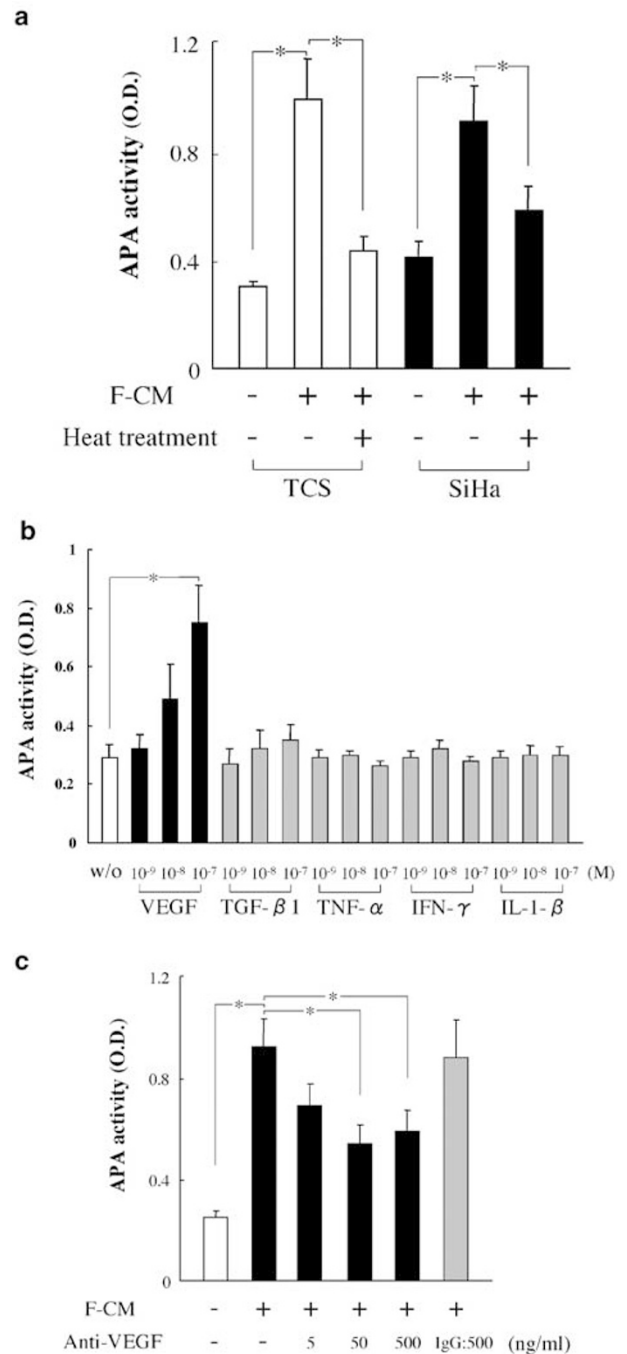 a
APA activity (O.D.)
1.2
0.8
0.4
0
* * * *
F-CM - + + - + +
Heat treatment - - + - - +
TCS SiHa
b
APA activity (O.D.)
1
0.8
0.6
0.4
0.2
0
*
w/o 10⁻⁹ 10⁻⁸ 10⁻⁷ 10⁻⁹ 10⁻⁸ 10⁻⁷ 10⁻⁹ 10⁻⁸ 10⁻⁷ 10⁻⁹ 10⁻⁸ 10⁻⁷ 10⁻⁹ 10⁻⁸ 10⁻⁷ (M)
VEGF TGF-β1 TNF-α IFN-γ IL-1-β
c
APA activity (O.D.)
1.2
0.8
0.4
0
* * *
F-CM - + + + + +
Anti-VEGF - - 5 50 500 IgG:500 (ng/ml)